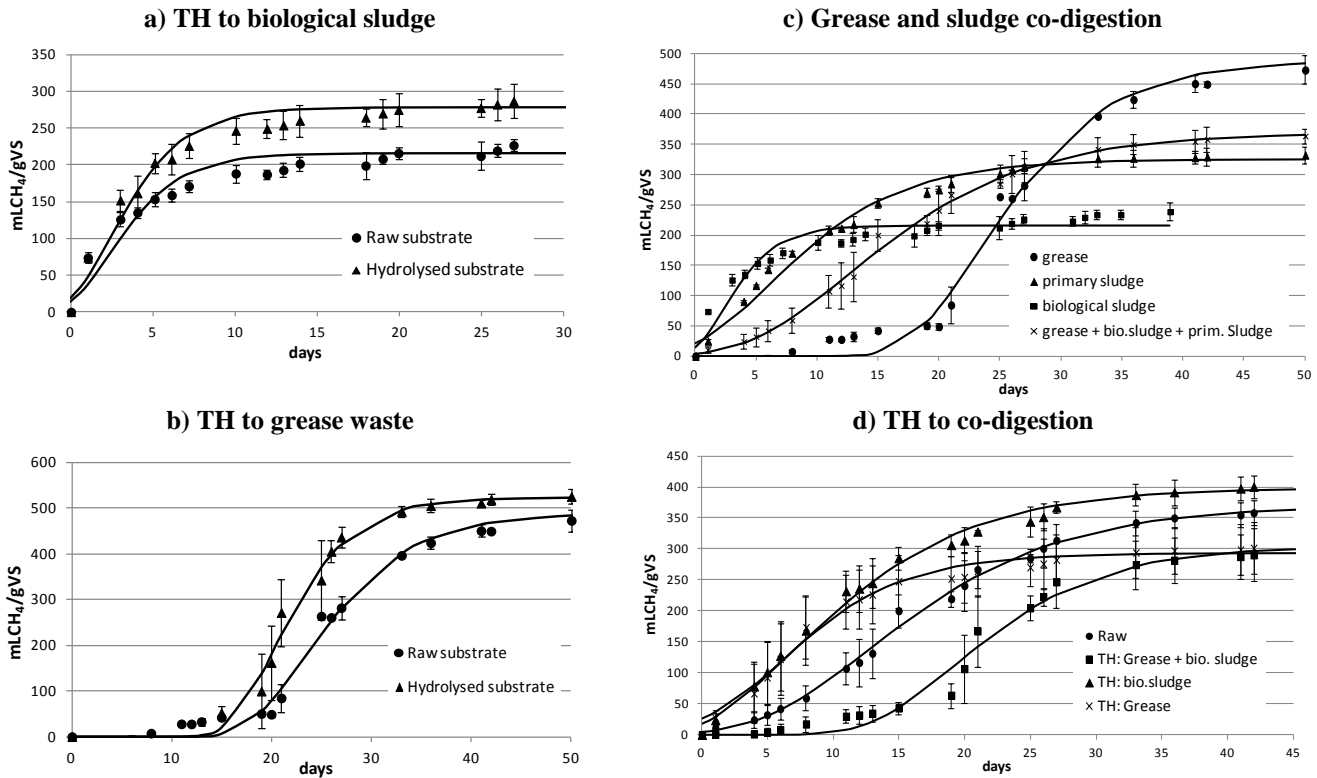 a) TH to biological sludge
350
300
250
200
150
100
50
0
mLCH4/gVS
Raw substrate
Hydrolysed substrate
0 5 10 15 20 25 30
days
c) Grease and sludge co-digestion
500
450
400
350
300
250
200
150
100
50
0
mLCH4/gVS
grease
primary sludge
biological sludge
grease + bio.sludge + prim. Sludge
0 5 10 15 20 25 30 35 40 45 50
days
b) TH to grease waste
600
500
400
300
200
100
0
mLCH4/gVS
Raw substrate
Hydrolysed substrate
0 10 20 30 40 50
days
d) TH to co-digestion
450
400
350
300
250
200
150
100
50
0
mLCH4/gVS
Raw
TH: Grease + bio. sludge
TH: bio.sludge
TH: Grease
0 5 10 15 20 25 30 35 40 45
days